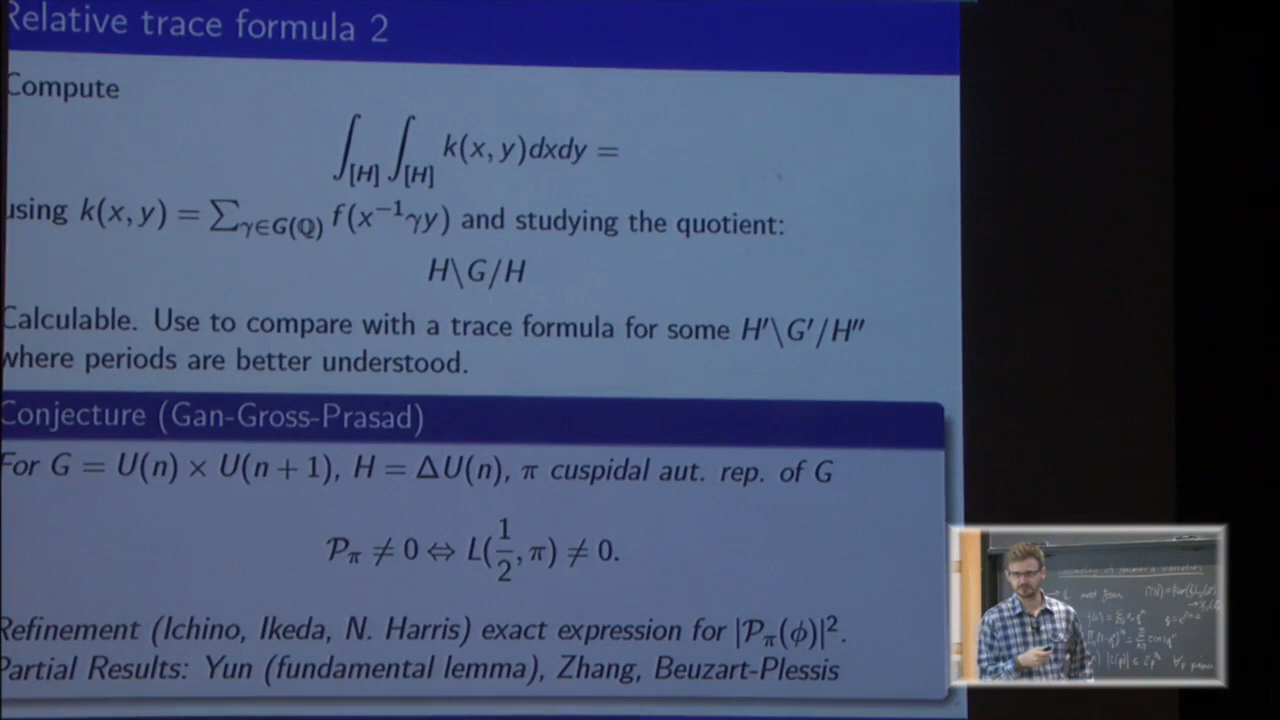 Relative trace formula 2
Compute
∫_[H] ∫_[H] k(x, y)dxdy =
using k(x, y) = ∑_{γ∈G(ℚ)} f(x⁻¹γy) and studying the quotient:
H\G/H
Calculable. Use to compare with a trace formula for some H′\G′/H″
where periods are better understood.
Conjecture (Gan-Gross-Prasad)
For G = U(n) × U(n + 1), H = ΔU(n), π cuspidal aut. rep. of G
𝒫_π ≠ 0 ⇔ L(1/2, π) ≠ 0.
Refinement (Ichino, Ikeda, N. Harris) exact expression for |𝒫_π(ϕ)|².
Partial Results: Yun (fundamental lemma), Zhang, Beuzart-Plessis